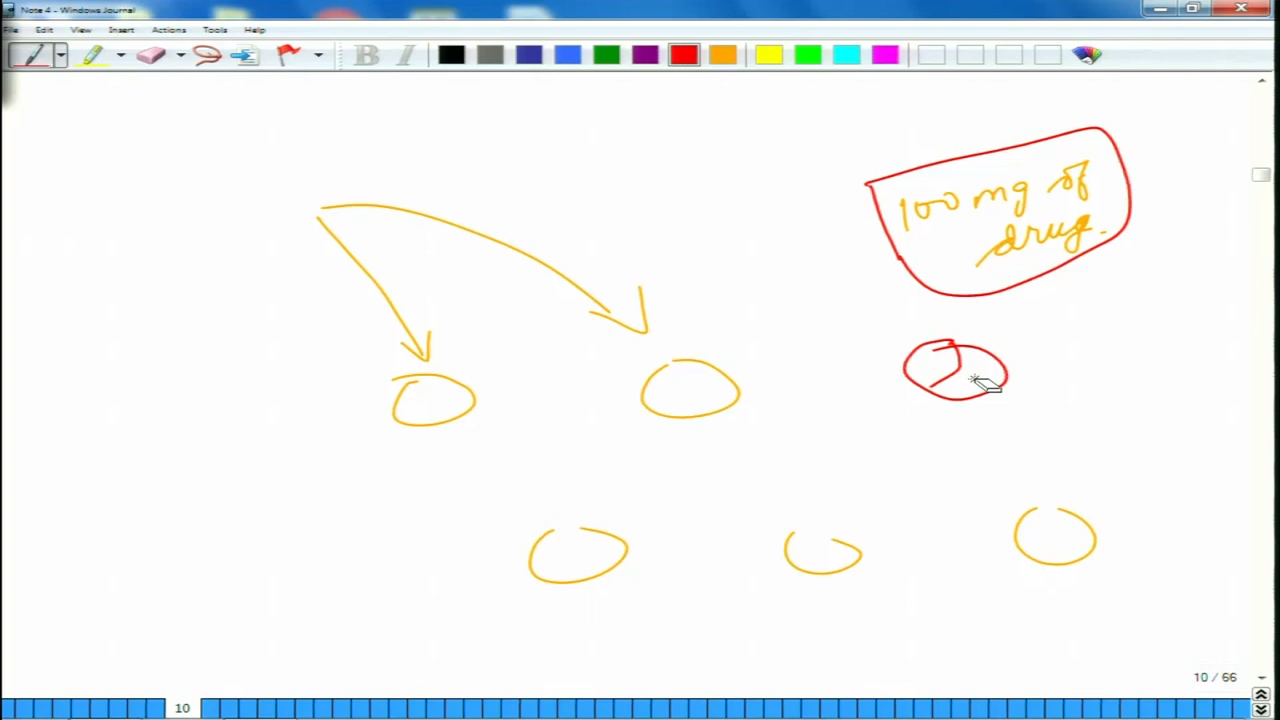 Note 4 - Windows Journal
File Edit View Insert Actions Tools Help
B I
100 mg of
drug.
10 / 66
10